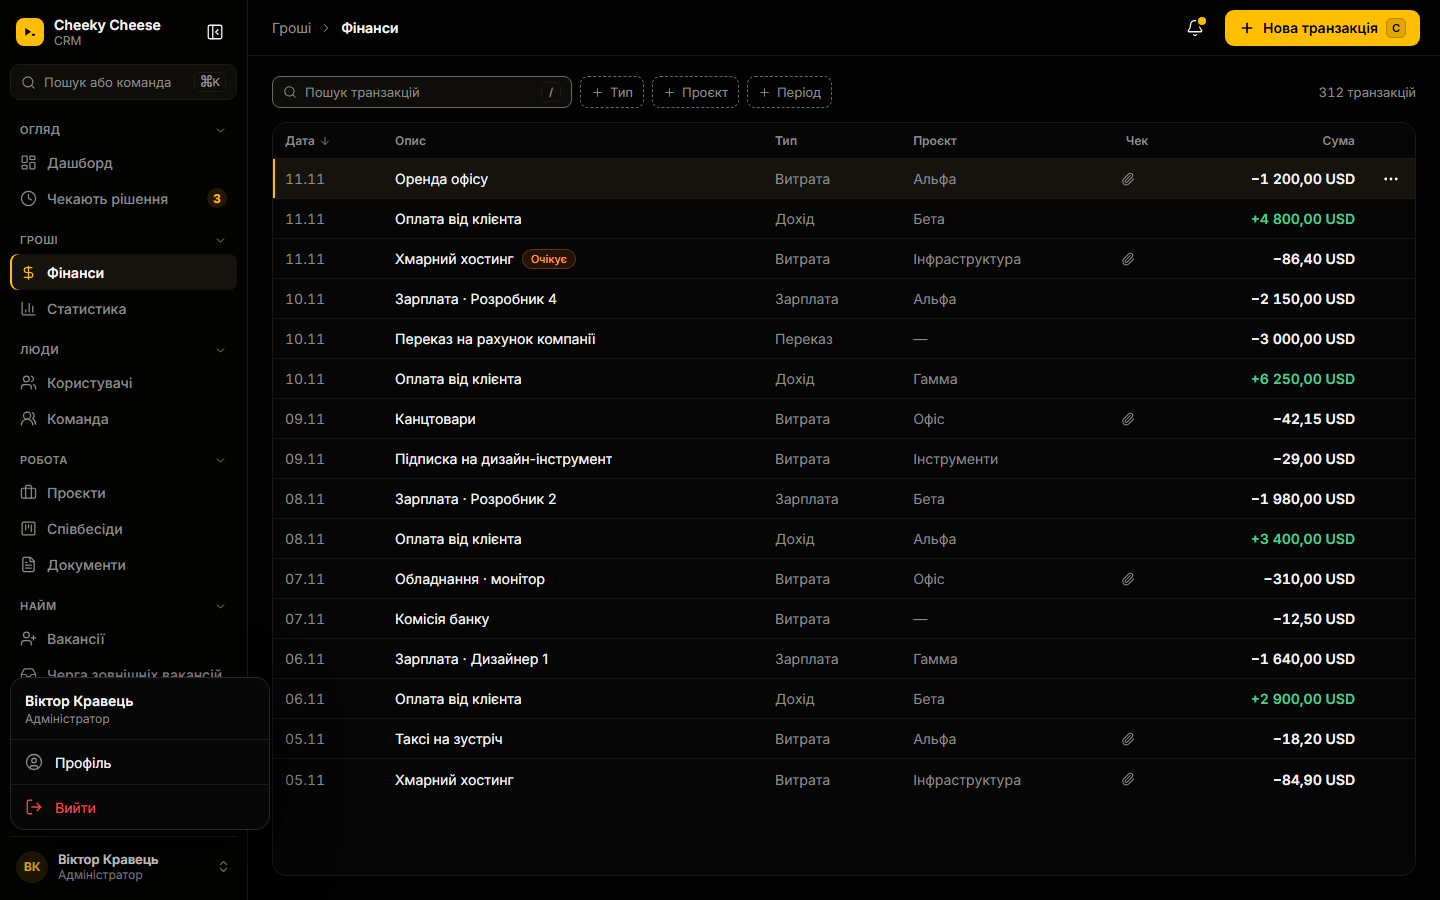 Cheeky Cheese
CRM
Пошук або команда ⌘K
ОГЛЯД
Дашборд
Чекають рішення 3
ГРОШІ
Фінанси
Статистика
ЛЮДИ
Користувачі
Команда
РОБОТА
Проєкти
Співбесіди
Документи
НАЙМ
Вакансії
Черга зовнішніх вакансій
Віктор Кравець
Адміністратор
Профіль
Вийти
ВК Віктор Кравець
Адміністратор
Гроші > Фінанси
+ Нова транзакція C
Пошук транзакцій /
+ Тип
+ Проєкт
+ Період
312 транзакцій
Дата ↓ Опис Тип Проєкт Чек Сума
11.11 Оренда офісу Витрата Альфа −1 200,00 USD ···
11.11 Оплата від клієнта Дохід Бета +4 800,00 USD
11.11 Хмарний хостинг Очікує Витрата Інфраструктура −86,40 USD
10.11 Зарплата · Розробник 4 Зарплата Альфа −2 150,00 USD
10.11 Переказ на рахунок компанії Переказ — −3 000,00 USD
10.11 Оплата від клієнта Дохід Гамма +6 250,00 USD
09.11 Канцтовари Витрата Офіс −42,15 USD
09.11 Підписка на дизайн-інструмент Витрата Інструменти −29,00 USD
08.11 Зарплата · Розробник 2 Зарплата Бета −1 980,00 USD
08.11 Оплата від клієнта Дохід Альфа +3 400,00 USD
07.11 Обладнання · монітор Витрата Офіс −310,00 USD
07.11 Комісія банку Витрата — −12,50 USD
06.11 Зарплата · Дизайнер 1 Зарплата Гамма −1 640,00 USD
06.11 Оплата від клієнта Дохід Бета +2 900,00 USD
05.11 Таксі на зустріч Витрата Альфа −18,20 USD
05.11 Хмарний хостинг Витрата Інфраструктура −84,90 USD